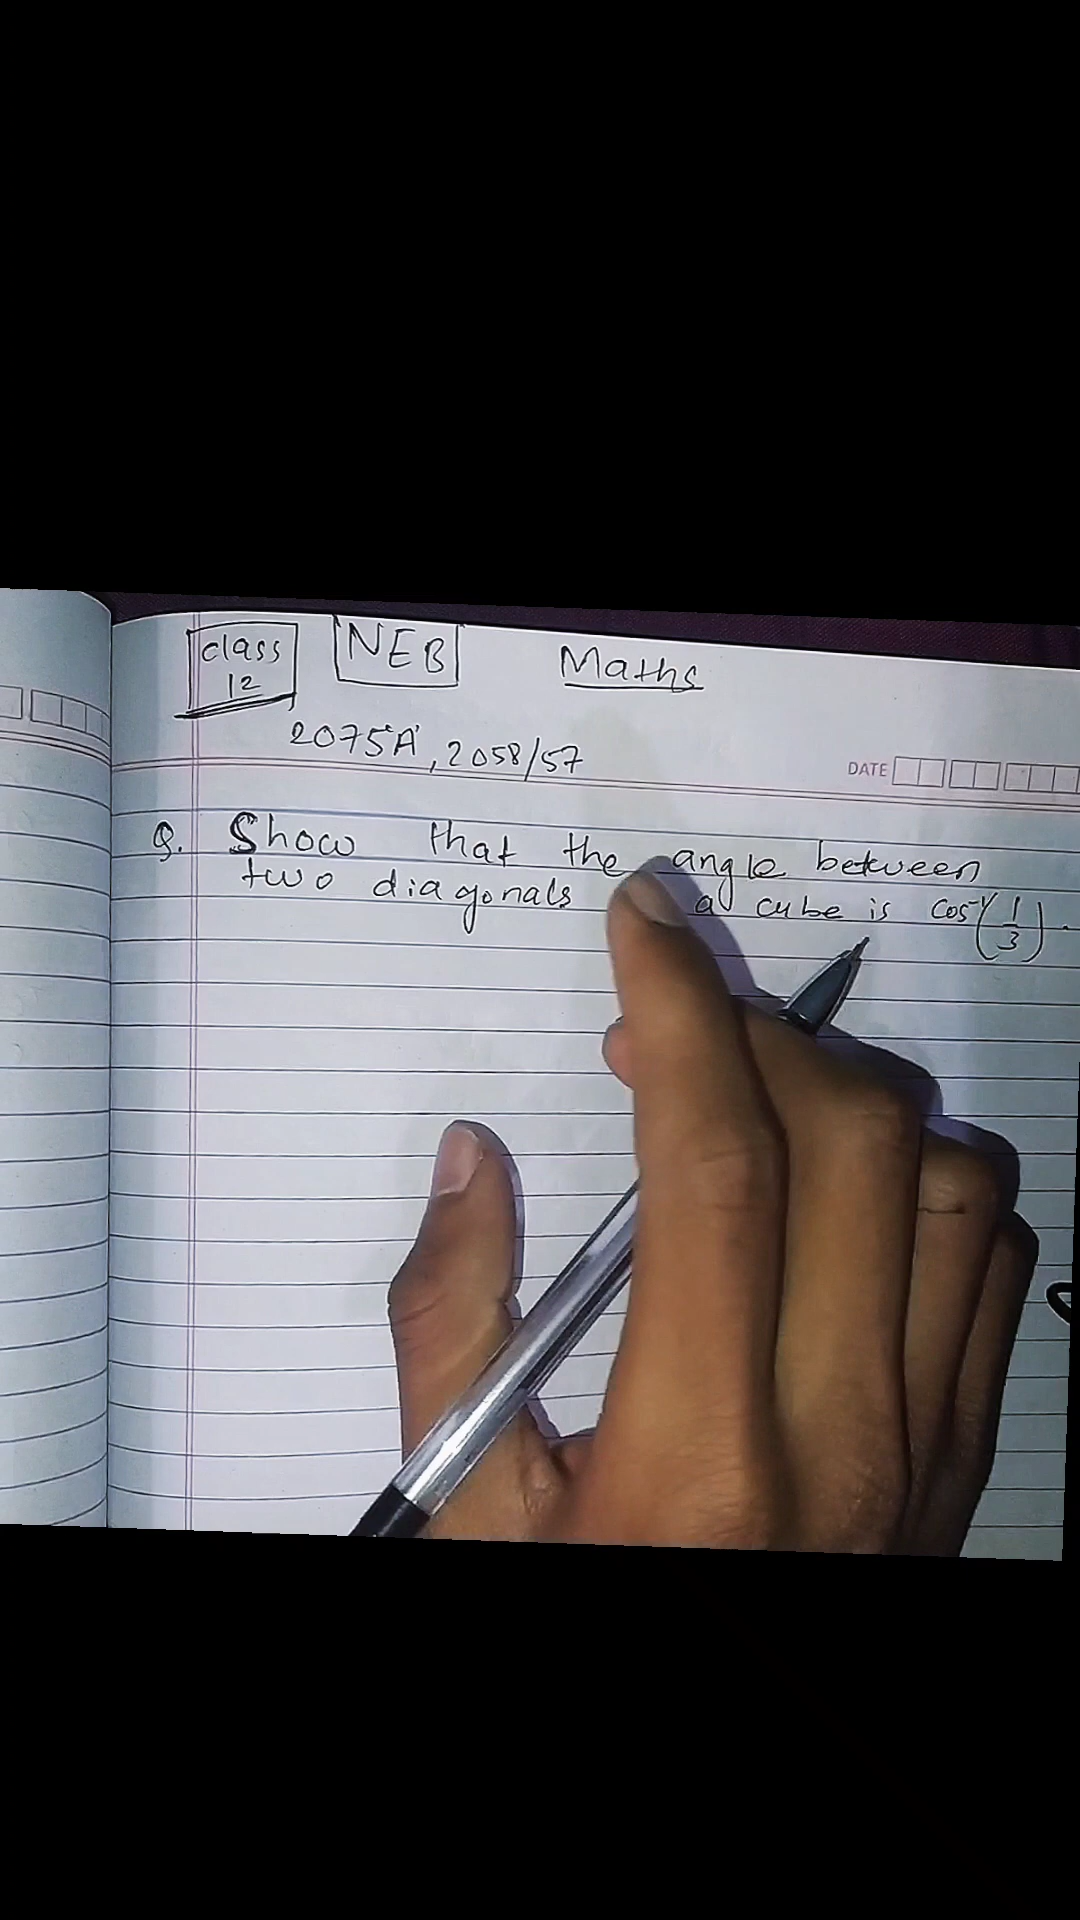 class
12
NEB
Maths
2075'A', 2058/57
DATE
Q. Show that the angle between
two diagonals a cube is cos⁻¹(1/3).